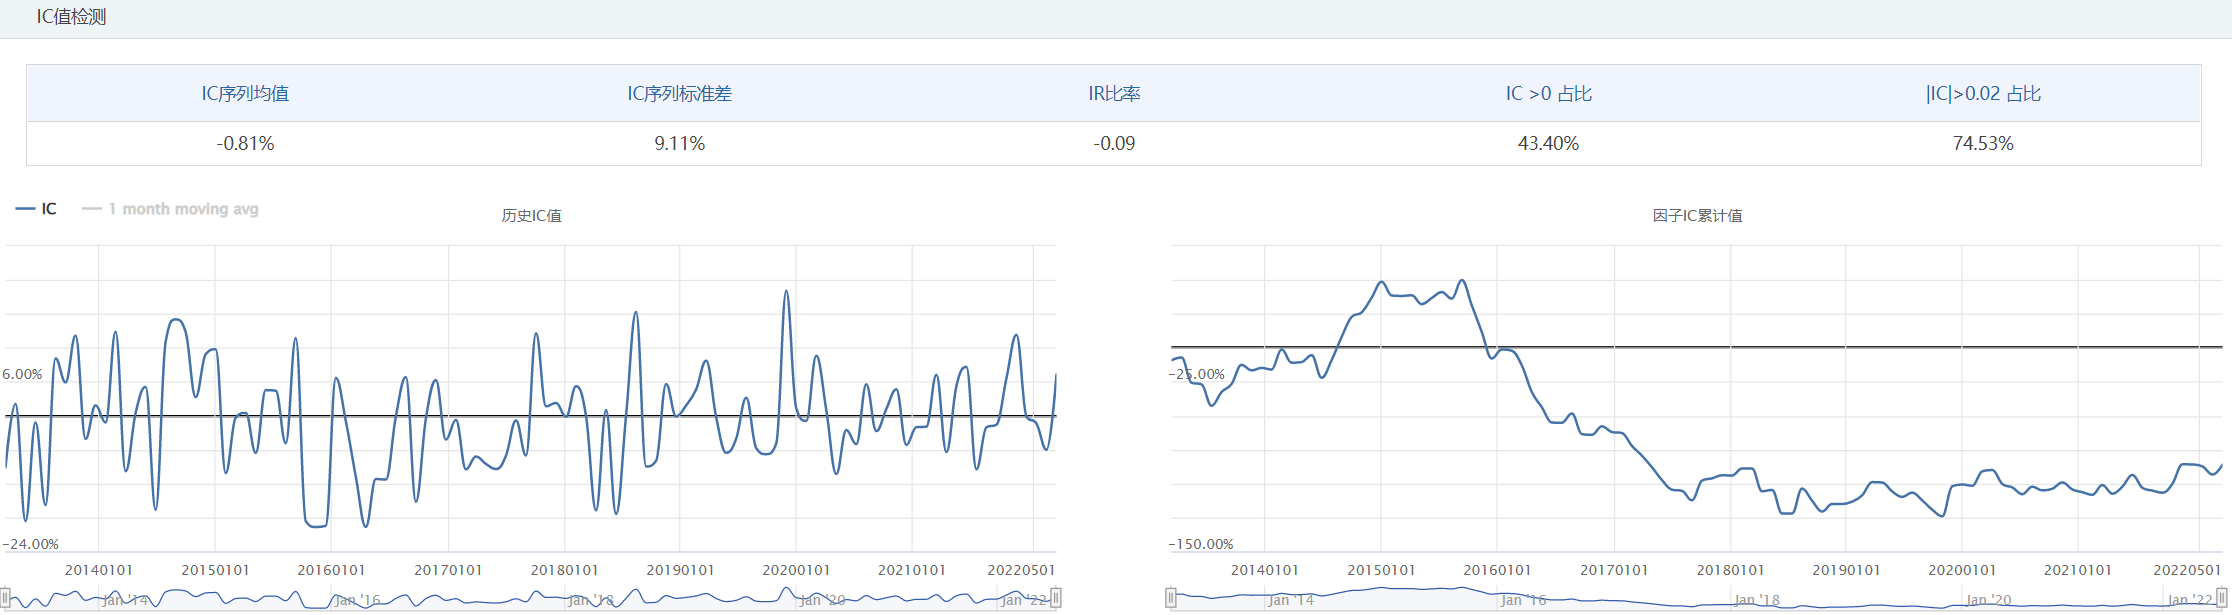 IC值检测
IC序列均值 IC序列标准差 IR比率 IC >0 占比 |IC|>0.02 占比
-0.81% 9.11% -0.09 43.40% 74.53%
IC 1 month moving avg
历史IC值
6.00%
-24.00%
20140101 20150101 20160101 20170101 20180101 20190101 20200101 20210101 20220501
Jan '14 Jan '16 Jan '18 Jan '20 Jan '22
因子IC累计值
-25.00%
-150.00%
20140101 20150101 20160101 20170101 20180101 20190101 20200101 20210101 20220501
Jan '14 Jan '16 Jan '18 Jan '20 Jan '22